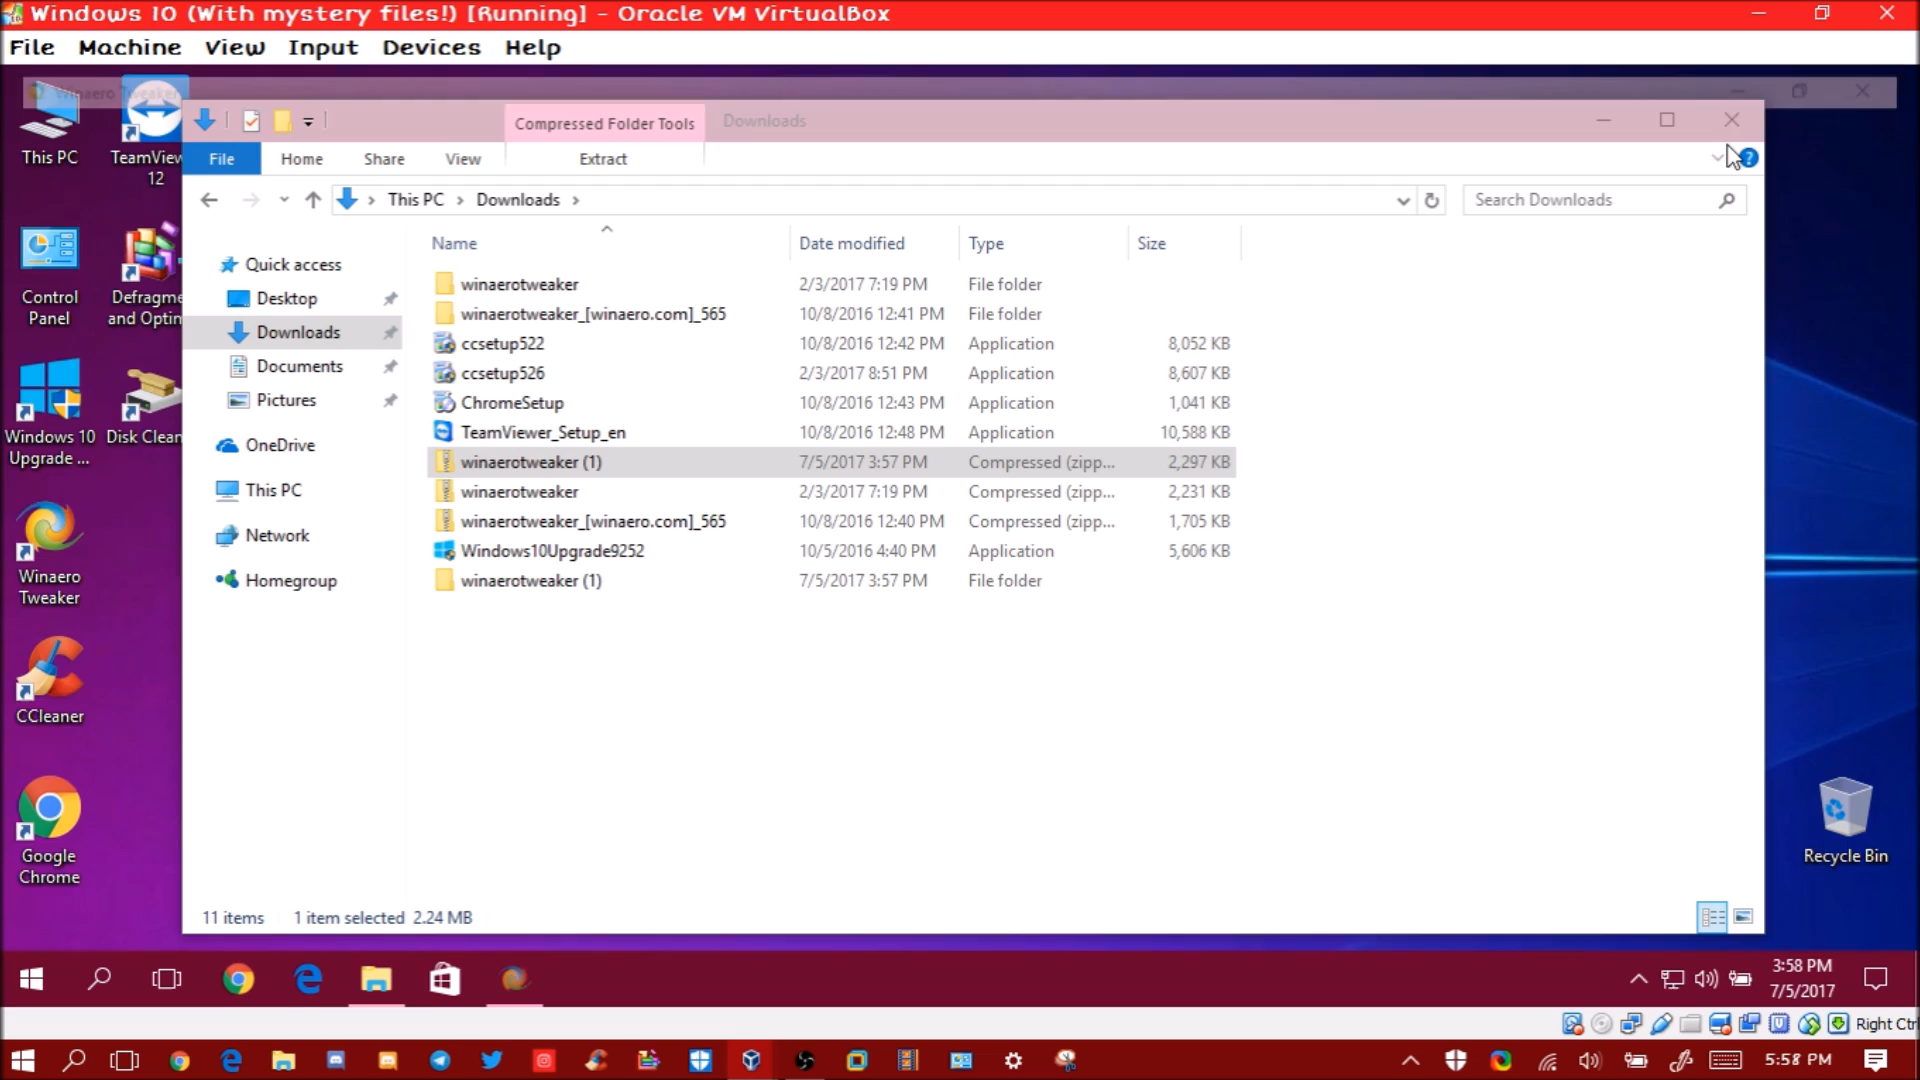 Windows 10 (With mystery files!) [Running] - Oracle VM VirtualBox
File Machine View Input Devices Help
Winaero Tweaker
Compressed Folder Tools Downloads
File Home Share View Extract
This PC Downloads
Search Downloads
Name Date modified Type Size
Quick access
Desktop
Downloads
Documents
Pictures
OneDrive
This PC
Network
Homegroup
winaerotweaker 2/3/2017 7:19 PM File folder
winaerotweaker_[winaero.com]_565 10/8/2016 12:41 PM File folder
ccsetup522 10/8/2016 12:42 PM Application 8,052 KB
ccsetup526 2/3/2017 8:51 PM Application 8,607 KB
ChromeSetup 10/8/2016 12:43 PM Application 1,041 KB
TeamViewer_Setup_en 10/8/2016 12:48 PM Application 10,588 KB
winaerotweaker (1) 7/5/2017 3:57 PM Compressed (zipp... 2,297 KB
winaerotweaker 2/3/2017 7:19 PM Compressed (zipp... 2,231 KB
winaerotweaker_[winaero.com]_565 10/8/2016 12:40 PM Compressed (zipp... 1,705 KB
Windows10Upgrade9252 10/5/2016 4:40 PM Application 5,606 KB
winaerotweaker (1) 7/5/2017 3:57 PM File folder
11 items 1 item selected 2.24 MB
This PC
TeamView
12
Control
Panel
Defragme
and Optin
Windows 10
Upgrade ...
Disk Clean
Winaero
Tweaker
CCleaner
Google
Chrome
Recycle Bin
3:58 PM
7/5/2017
Right Ctrl
5:58 PM